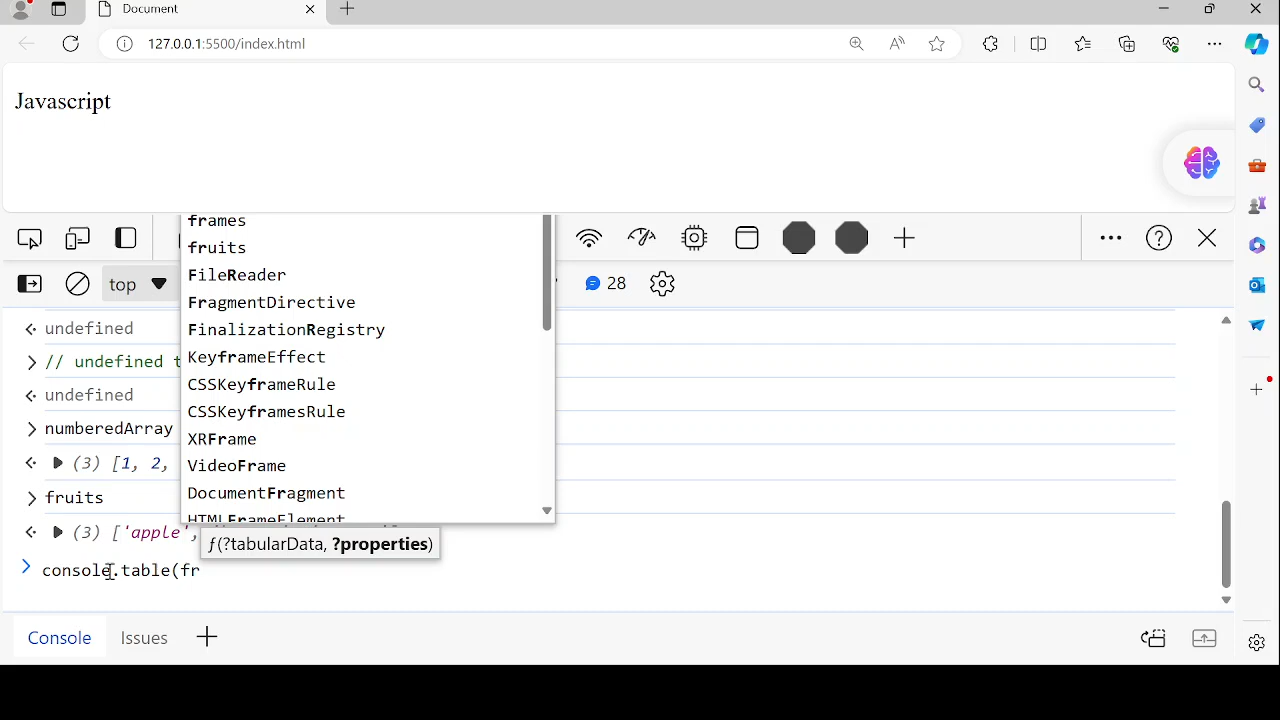 Document
127.0.0.1:5500/index.html
Javascript
frames
fruits
FileReader
FragmentDirective
FinalizationRegistry
KeyframeEffect
CSSKeyframeRule
CSSKeyframesRule
XRFrame
VideoFrame
DocumentFragment
HTMLFrameElement
top
28
undefined
// undefined t
undefined
numberedArray
(3) [1, 2,
fruits
(3) ['apple',
ƒ(?tabularData, ?properties)
console.table(fr
Console
Issues